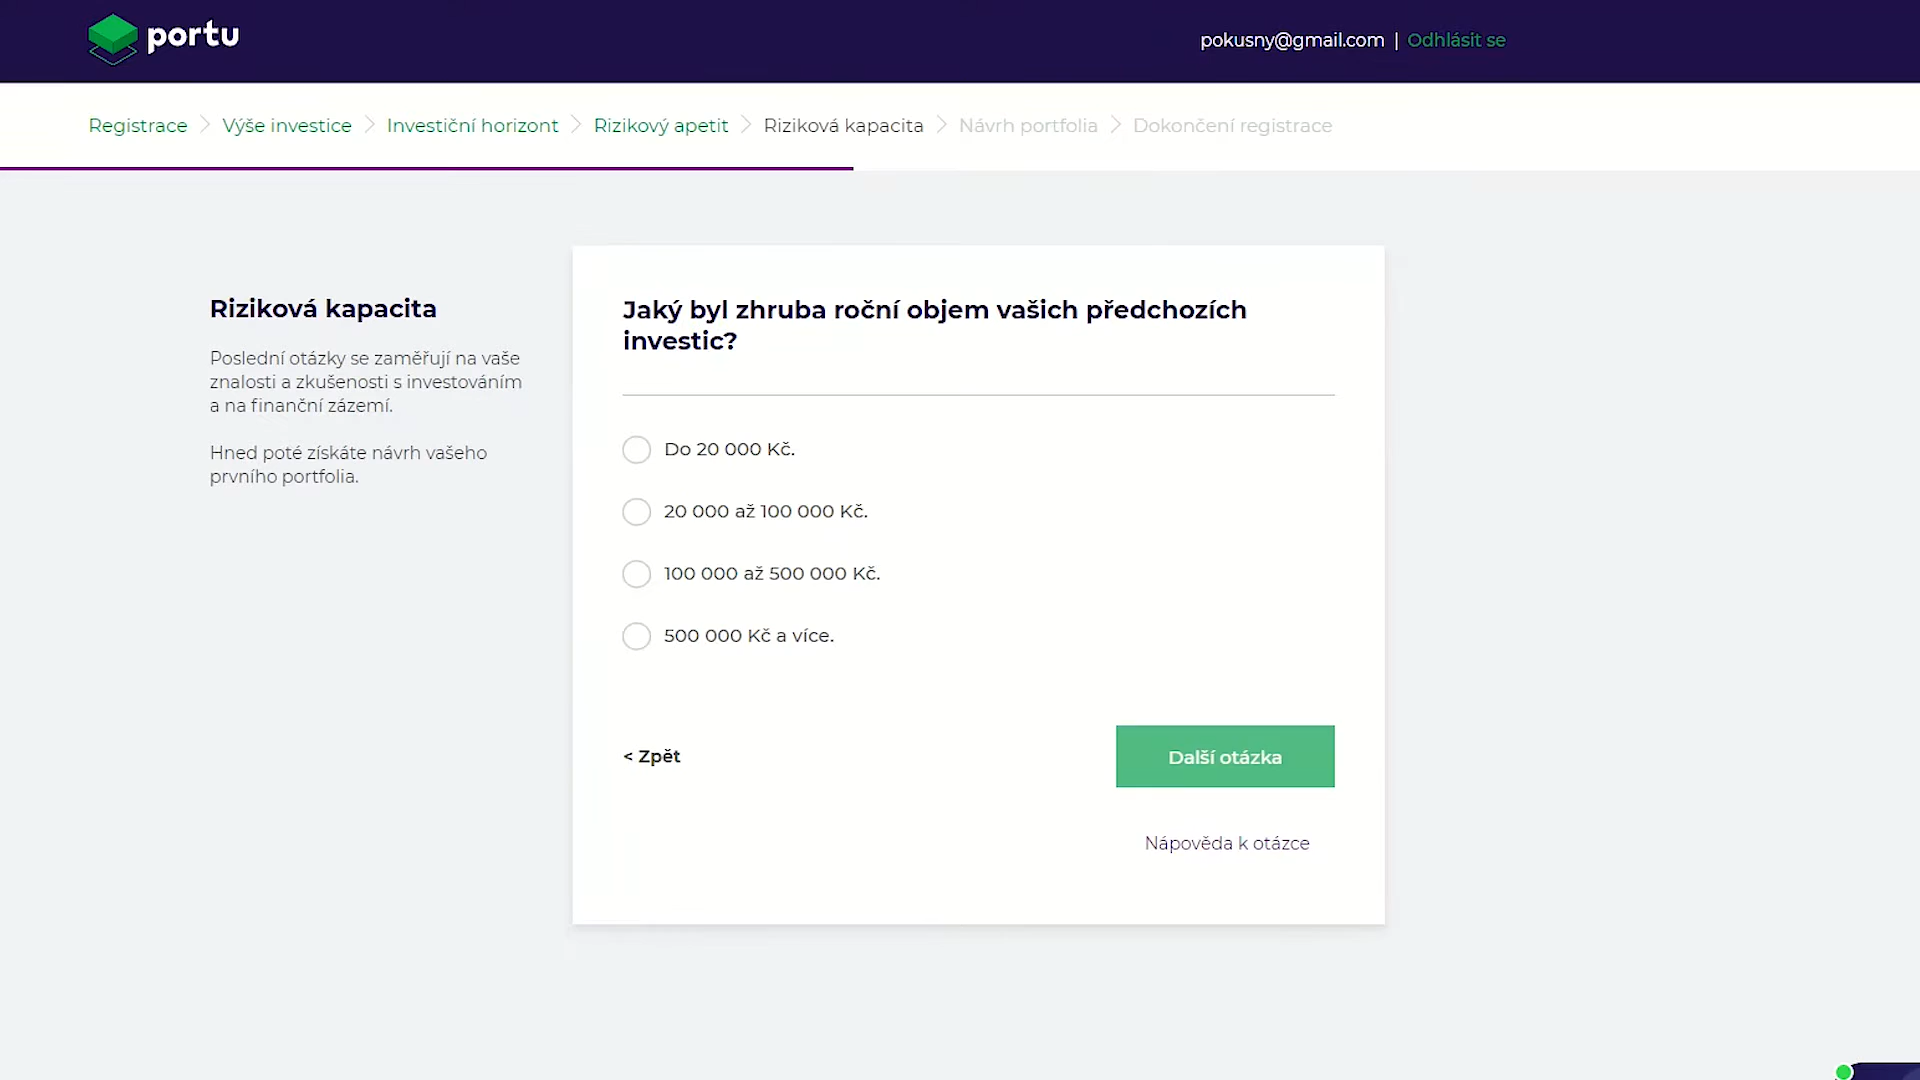 portu
pokusny@gmail.com | Odhlásit se
Registrace > Výše investice > Investiční horizont > Rizikový apetit > Riziková kapacita > Návrh portfolia > Dokončení registrace
Riziková kapacita
Poslední otázky se zaměřují na vaše
znalosti a zkušenosti s investováním
a na finanční zázemí.
Hned poté získáte návrh vašeho
prvního portfolia.
Jaký byl zhruba roční objem vašich předchozích
investic?
Do 20 000 Kč.
20 000 až 100 000 Kč.
100 000 až 500 000 Kč.
500 000 Kč a více.
< Zpět
Další otázka
Nápověda k otázce